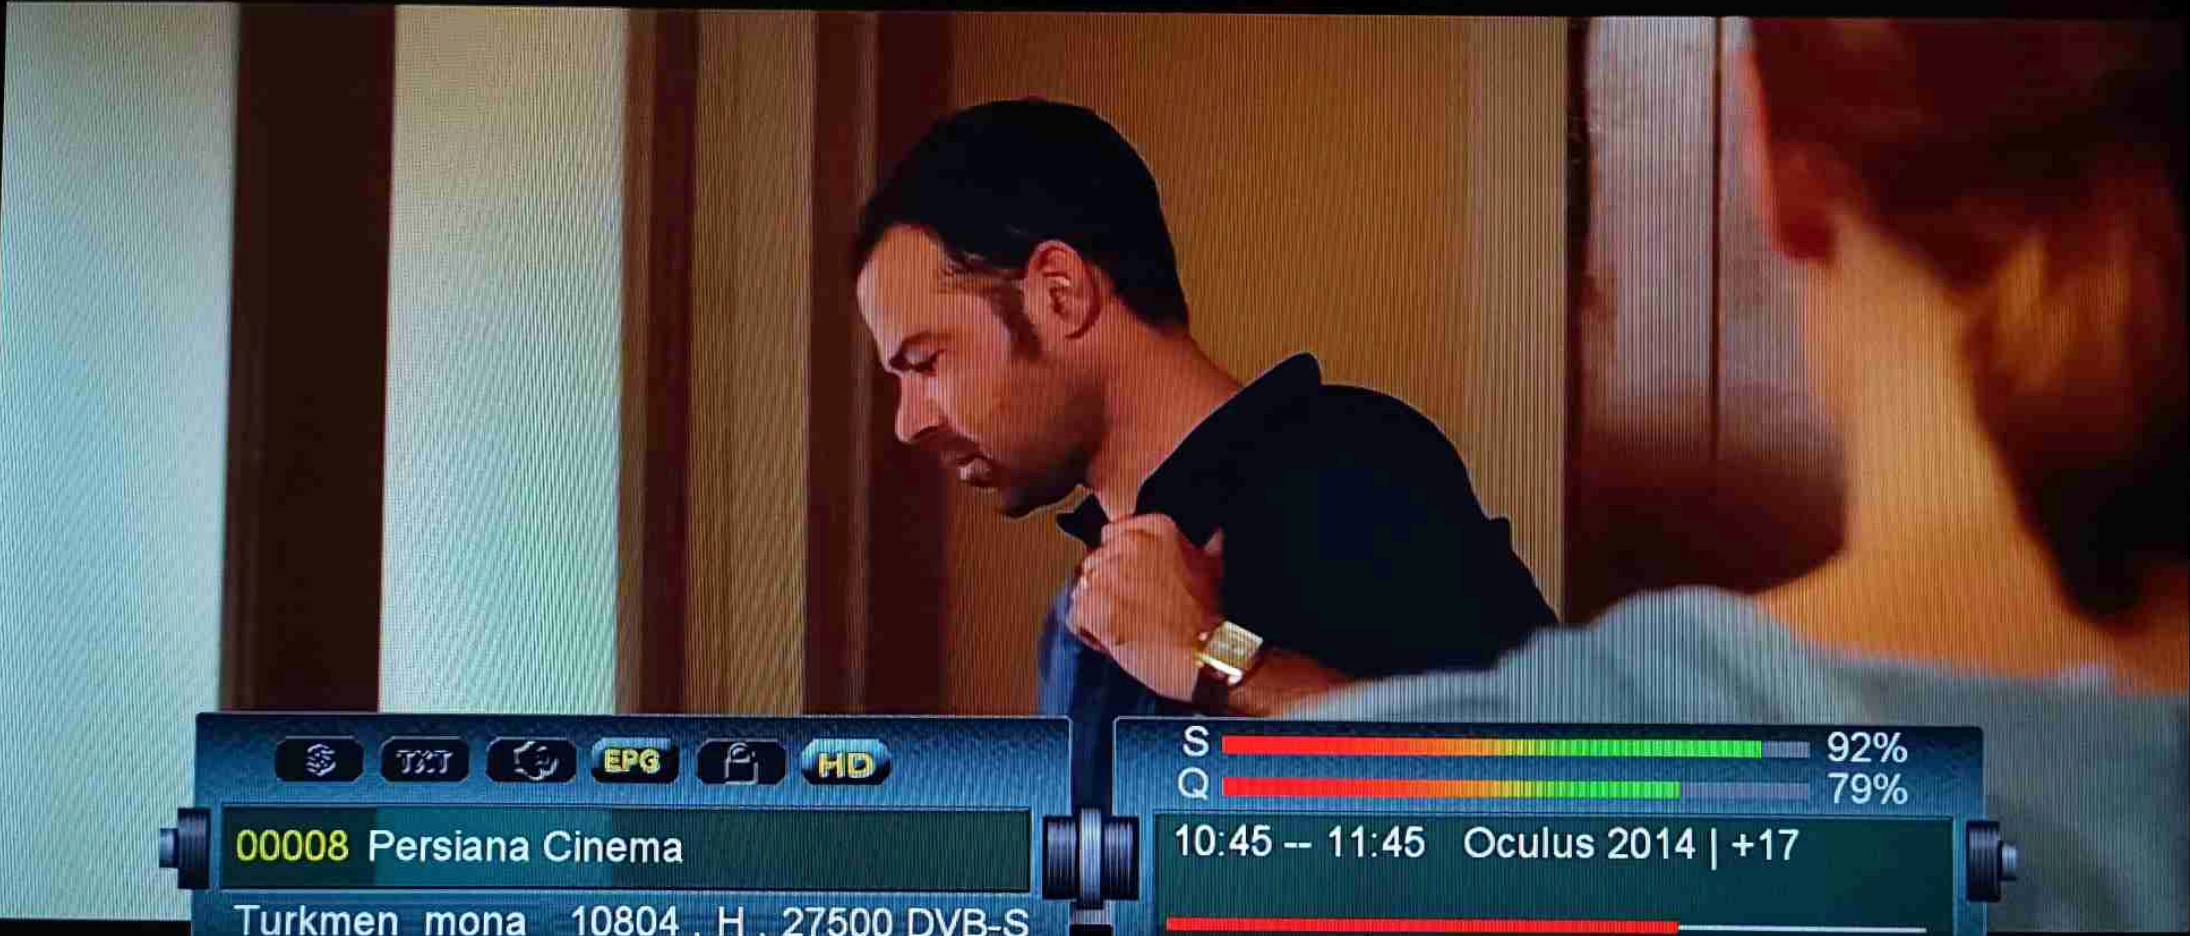 TXT EPG HD
S 92%
Q 79%
00008 Persiana Cinema
10:45 -- 11:45 Oculus 2014 | +17
Turkmen mona 10804 . H . 27500 DVB-S